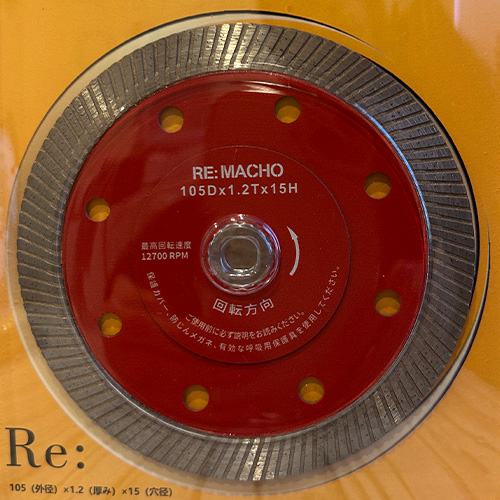 RE:MACHO
105Dx1.2Tx15H
最高回転速度
12700 RPM
回転方向
ご使用前に必ず説明をお読みください。
保護カバー、防じんメガネ、有効な呼吸用保護具を使用してください。
Re:
105（外径）×1.2（厚み）×15（穴径）